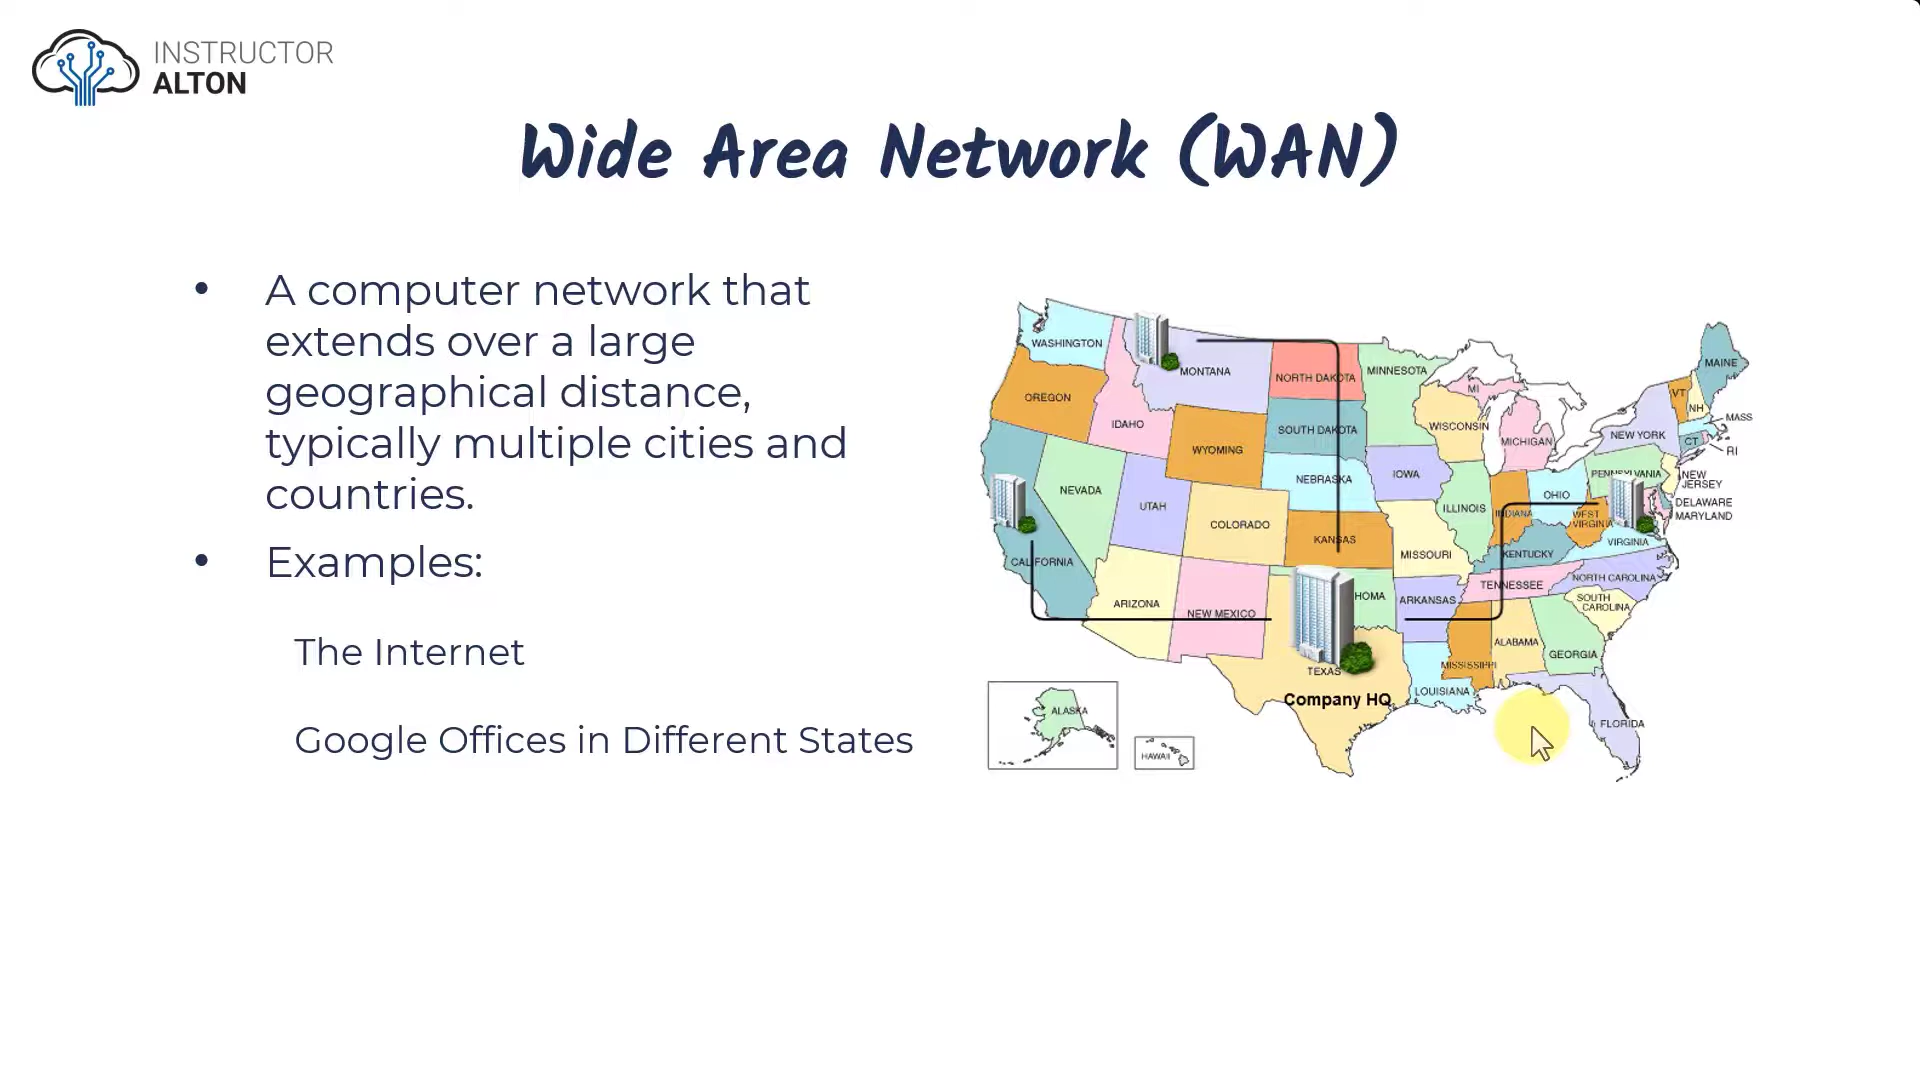 INSTRUCTOR
ALTON
Wide Area Network (WAN)
• A computer network that
extends over a large
geographical distance,
typically multiple cities and
countries.
• Examples:
The Internet
Google Offices in Different States
WASHINGTON
MONTANA
NORTH DAKOTA
MINNESOTA
MAINE
OREGON
IDAHO
WYOMING
SOUTH DAKOTA
WISCONSIN
MI
MICHIGAN
VT
NH
MASS
NEW YORK
CT
RI
NEVADA
UTAH
COLORADO
NEBRASKA
IOWA
ILLINOIS
INDIANA
OHIO
PENNSYLVANIA
NEW
JERSEY
DELAWARE
MARYLAND
WEST
VIRGINIA
VIRGINIA
CALIFORNIA
KANSAS
MISSOURI
KENTUCKY
ARIZONA
NEW MEXICO
HOMA
ARKANSAS
TENNESSEE
NORTH CAROLINA
SOUTH
CAROLINA
TEXAS
Company HQ
LOUISIANA
MISSISSIPPI
ALABAMA
GEORGIA
FLORIDA
ALASKA
HAWAII